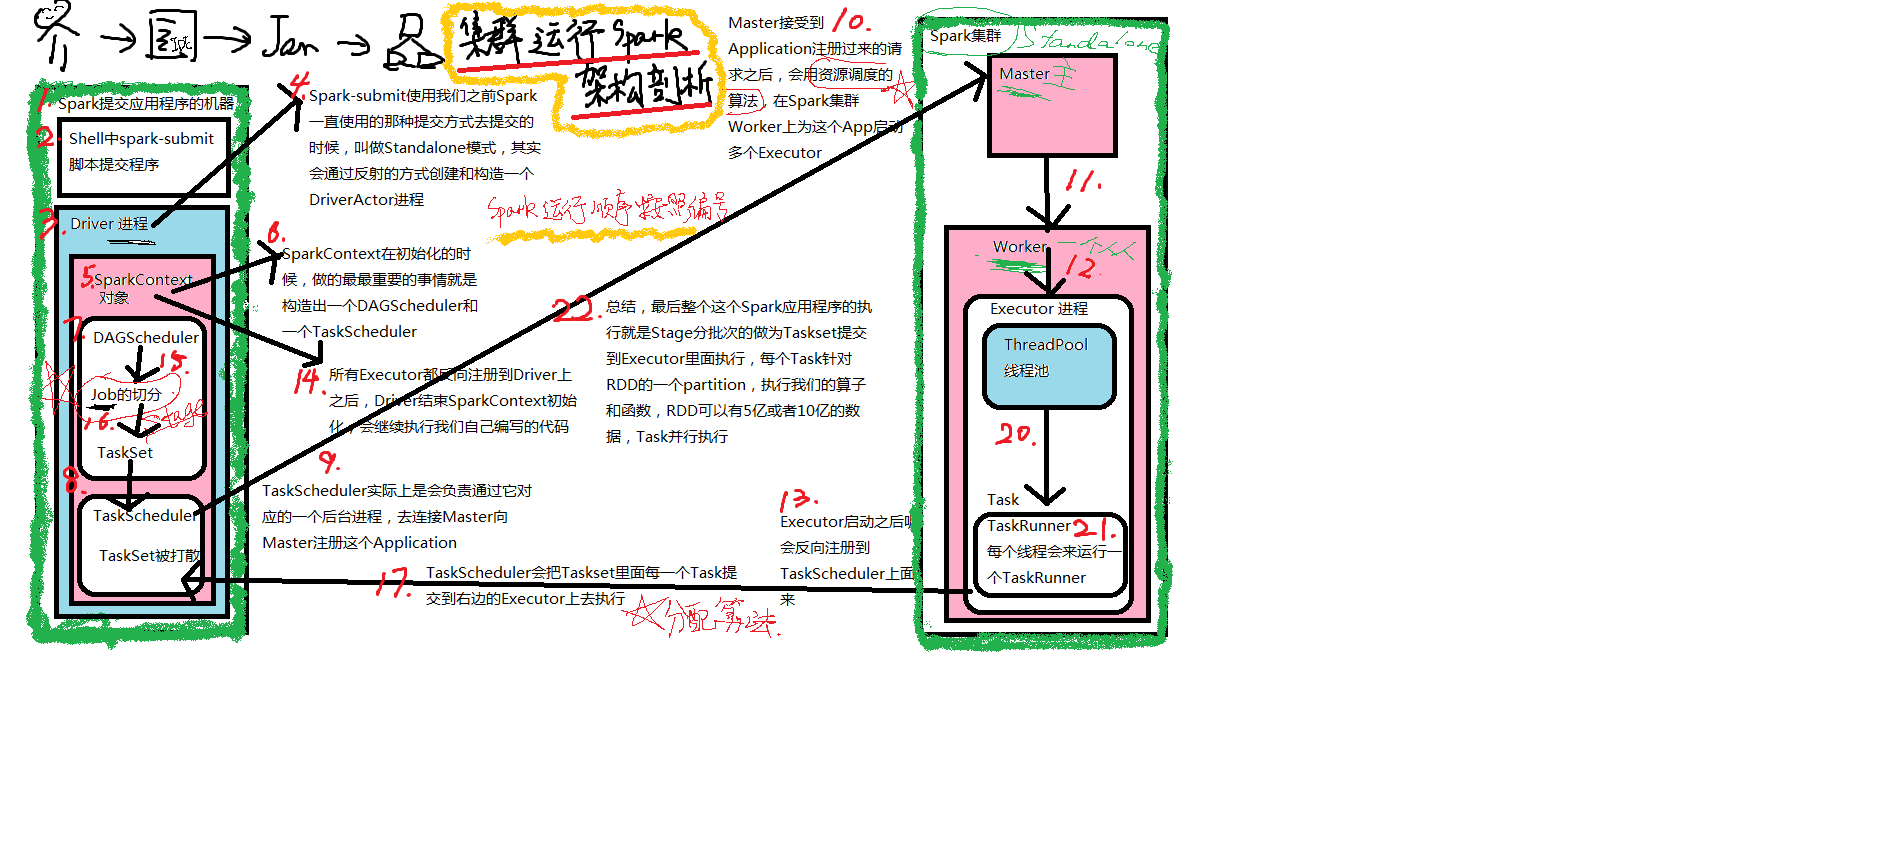 集群运行Spark
架构剖析
1.
Spark提交应用程序的机器
2.
Shell中spark-submit
脚本提交程序
3.
Driver 进程
4.
Spark-submit使用我们之前Spark
一直使用的那种提交方式去提交的
时候，叫做Standalone模式，其实
会通过反射的方式创建和构造一个
DriverActor进程
Spark运行顺序按照编号
5.
SparkContext
对象
6.
SparkContext在初始化的时
候，做的最最重要的事情就是
构造出一个DAGScheduler和
一个TaskScheduler
7.
DAGScheduler
15.
Job的切分
stage
16.
TaskSet
8.
TaskScheduler
TaskSet被打散
9.
TaskScheduler实际上是会负责通过它对
应的一个后台进程，去连接Master向
Master注册这个Application
10.
Master接受到
Application注册过来的请
求之后，会用资源调度的
算法，在Spark集群
Worker上为这个App启动
多个Executor
Spark集群
Standalone
Master
11.
Worker
12.
Executor 进程
ThreadPool
线程池
20.
Task
TaskRunner
21.
每个线程会来运行一
个TaskRunner
13.
Executor启动之后
会反向注册到
TaskScheduler上面
来
14.
所有Executor都反向注册到Driver上
之后，Driver结束SparkContext初始
化，会继续执行我们自己编写的代码
17.
TaskScheduler会把Taskset里面每一个Task提
交到右边的Executor上去执行
分配算法
22.
总结，最后整个这个Spark应用程序的执
行就是Stage分批次的做为Taskset提交
到Executor里面执行，每个Task针对
RDD的一个partition，执行我们的算子
和函数，RDD可以有5亿或者10亿的数
据，Task并行执行